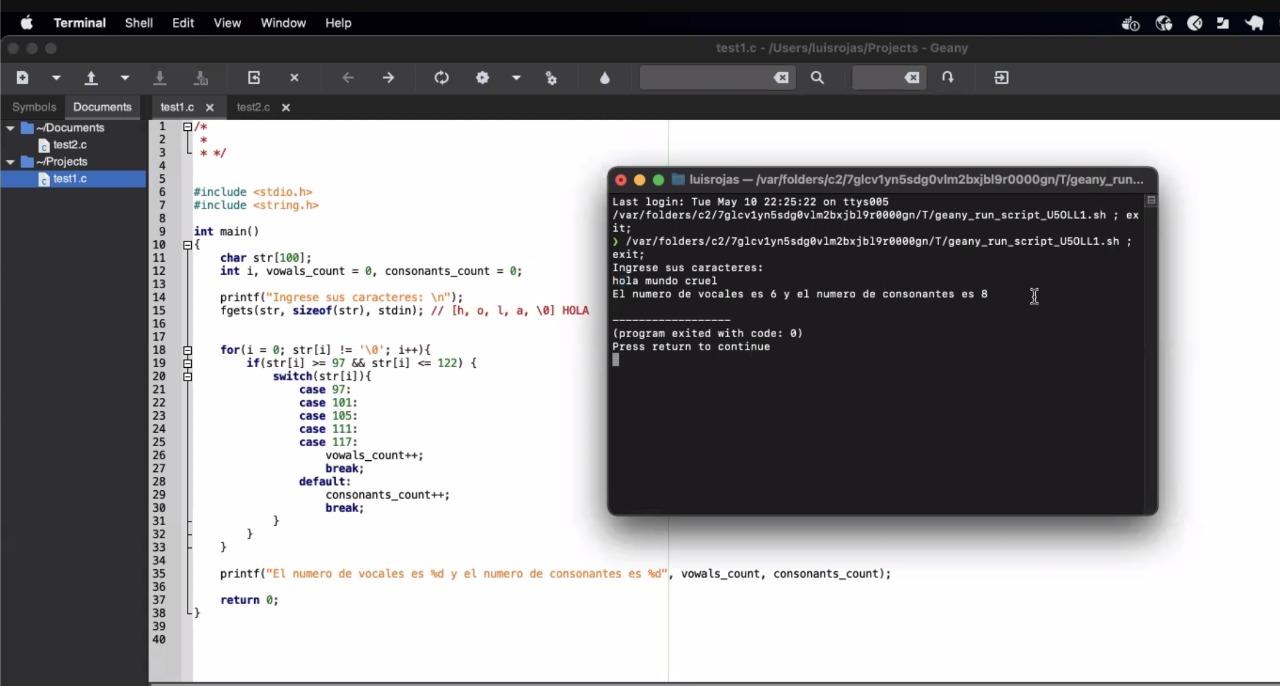 Terminal Shell Edit View Window Help
test1.c - /Users/luisrojas/Projects - Geany
Symbols Documents test1.c test2.c
~/Documents
test2.c
~/Projects
test1.c
1 /*
2 *
3 * */
4
5
6 #include <stdio.h>
7 #include <string.h>
8
9 int main()
10 {
11 char str[100];
12 int i, vowals_count = 0, consonants_count = 0;
13
14 printf("Ingrese sus caracteres: \n");
15 fgets(str, sizeof(str), stdin); // [h, o, l, a, \0] HOLA
16
17
18 for(i = 0; str[i] != '\0'; i++){
19 if(str[i] >= 97 && str[i] <= 122) {
20 switch(str[i]){
21 case 97:
22 case 101:
23 case 105:
24 case 111:
25 case 117:
26 vowals_count++;
27 break;
28 default:
29 consonants_count++;
30 break;
31 }
32 }
33 }
34
35 printf("El numero de vocales es %d y el numero de consonantes es %d", vowals_count, consonants_count);
36
37 return 0;
38 }
39
40
luisrojas — /var/folders/c2/7glcv1yn5sdg0vlm2bxjbl9r0000gn/T/geany_run...
Last login: Tue May 10 22:25:22 on ttys005
/var/folders/c2/7glcv1yn5sdg0vlm2bxjbl9r0000gn/T/geany_run_script_U5OLL1.sh ; ex
it;
❯ /var/folders/c2/7glcv1yn5sdg0vlm2bxjbl9r0000gn/T/geany_run_script_U5OLL1.sh ;
exit;
Ingrese sus caracteres:
hola mundo cruel
El numero de vocales es 6 y el numero de consonantes es 8
------------------
(program exited with code: 0)
Press return to continue